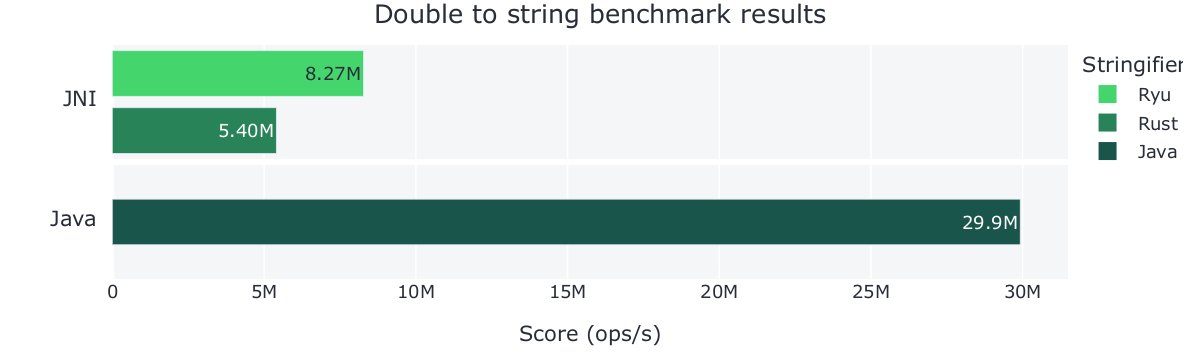 Double to string benchmark results
JNI
8.27M
5.40M
Java
29.9M
0 5M 10M 15M 20M 25M 30M
Score (ops/s)
Stringifier
Ryu
Rust
Java